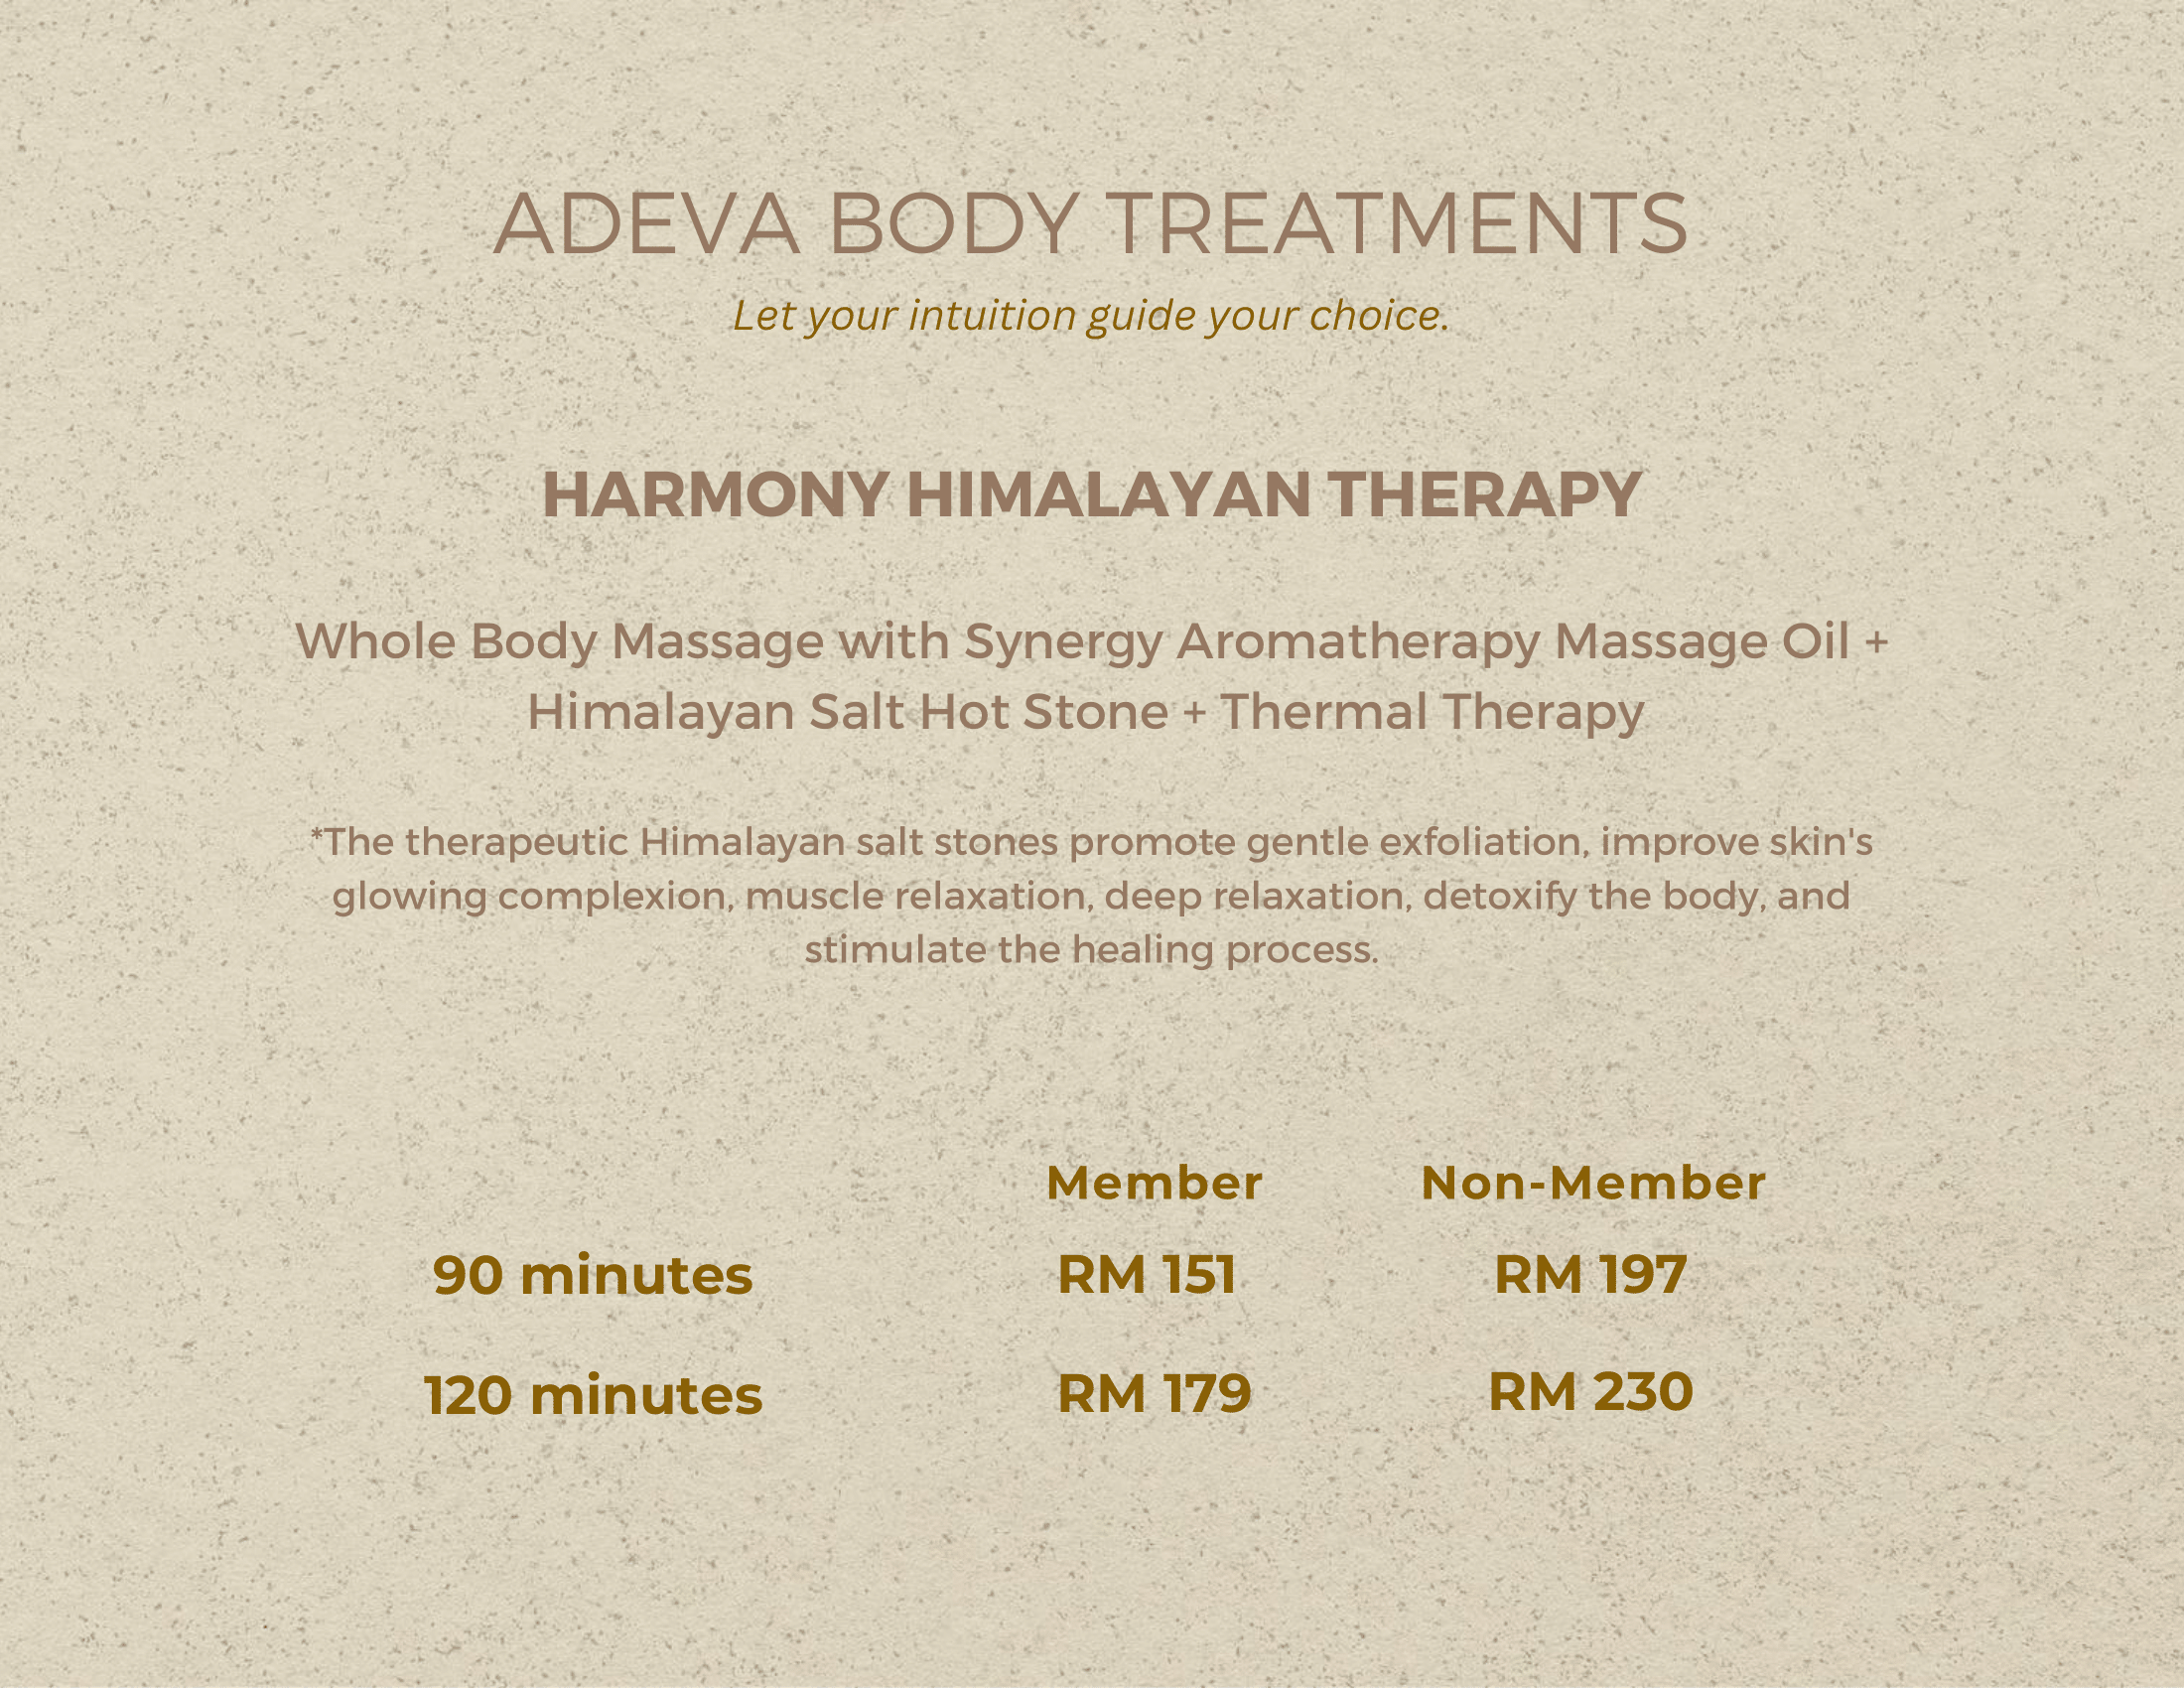 ADEVA BODY TREATMENTS
Let your intuition guide your choice.
HARMONY HIMALAYAN THERAPY
Whole Body Massage with Synergy Aromatherapy Massage Oil +
Himalayan Salt Hot Stone + Thermal Therapy
*The therapeutic Himalayan salt stones promote gentle exfoliation, improve skin's
glowing complexion, muscle relaxation, deep relaxation, detoxify the body, and
stimulate the healing process.
Member Non-Member
90 minutes RM 151 RM 197
120 minutes RM 179 RM 230